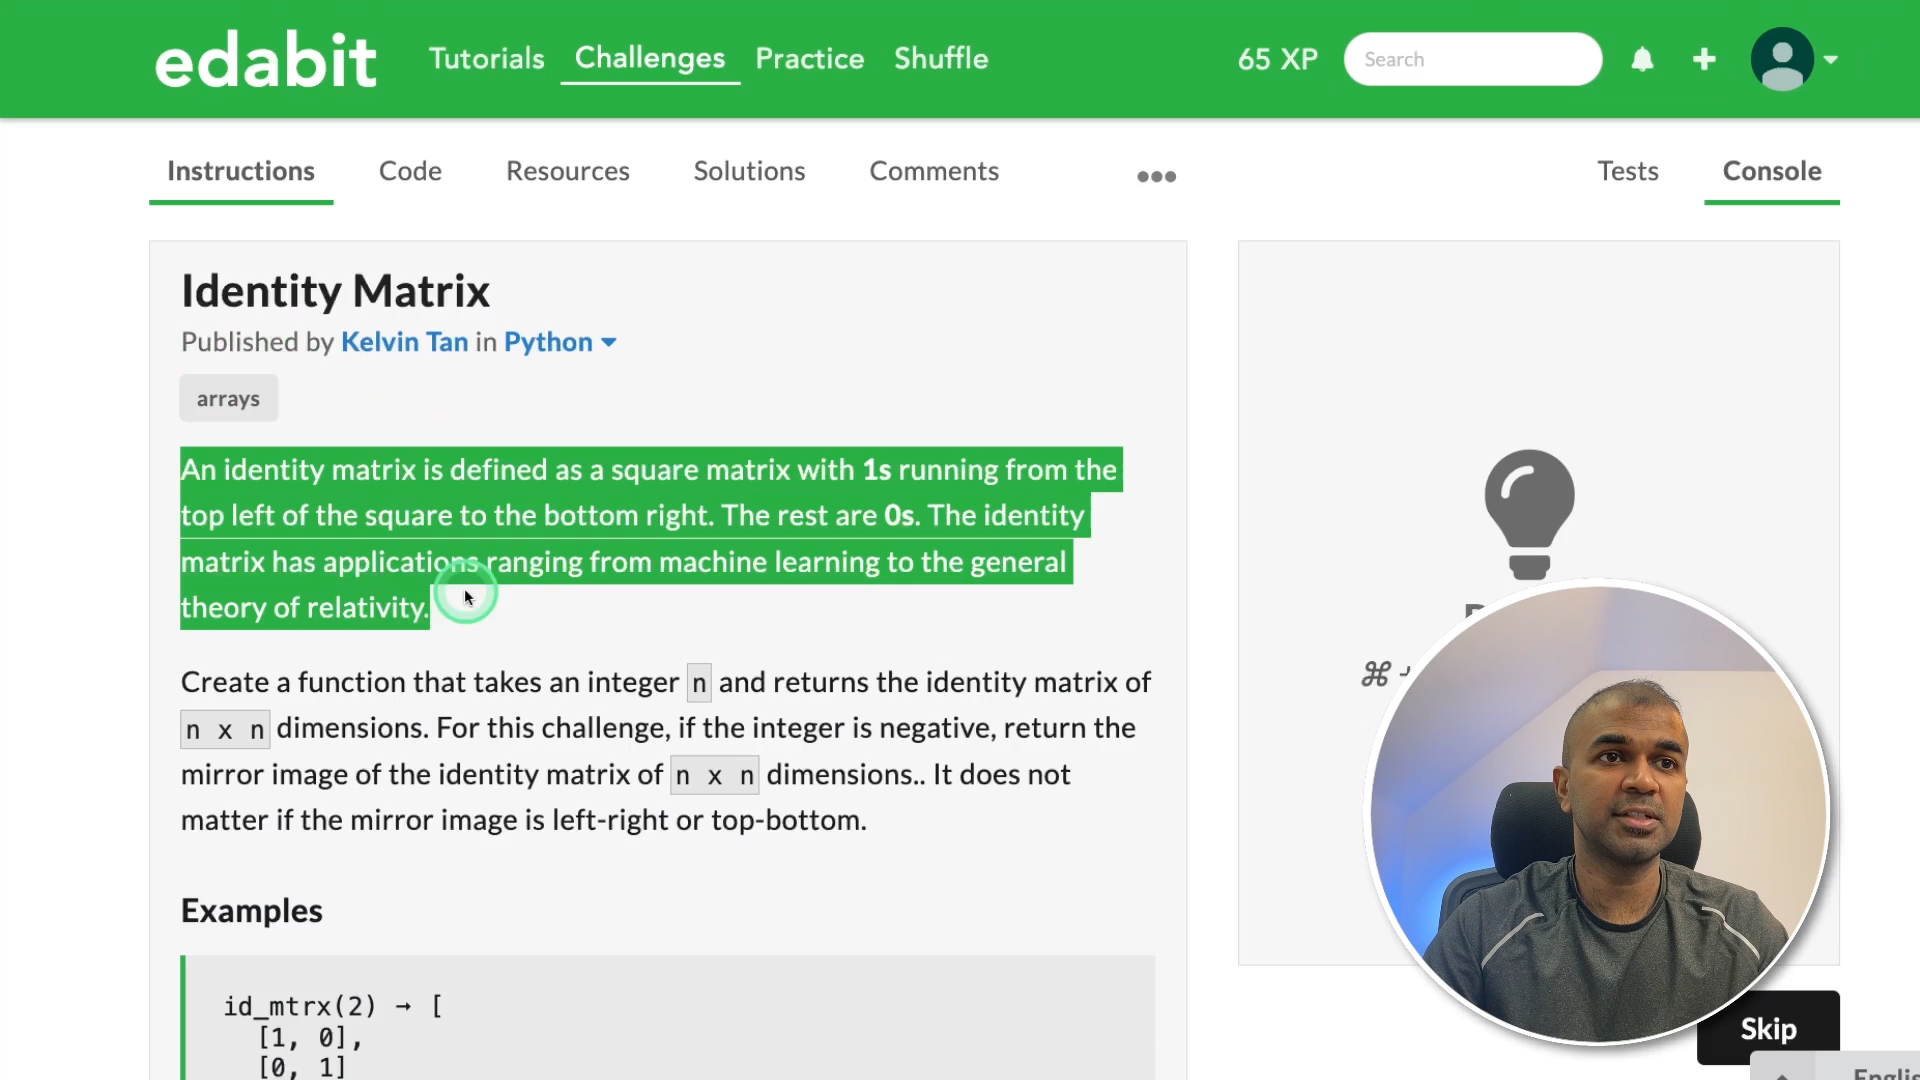 edabit Tutorials Challenges Practice Shuffle 65 XP Search
Instructions Code Resources Solutions Comments Tests Console
Identity Matrix
Published by Kelvin Tan in Python
arrays
An identity matrix is defined as a square matrix with 1s running from the
top left of the square to the bottom right. The rest are 0s. The identity
matrix has applications ranging from machine learning to the general
theory of relativity.
Create a function that takes an integer n and returns the identity matrix of
n x n dimensions. For this challenge, if the integer is negative, return the
mirror image of the identity matrix of n x n dimensions.. It does not
matter if the mirror image is left-right or top-bottom.
Examples
id_mtrx(2) → [
[1, 0],
[0, 1]
⌘
Skip